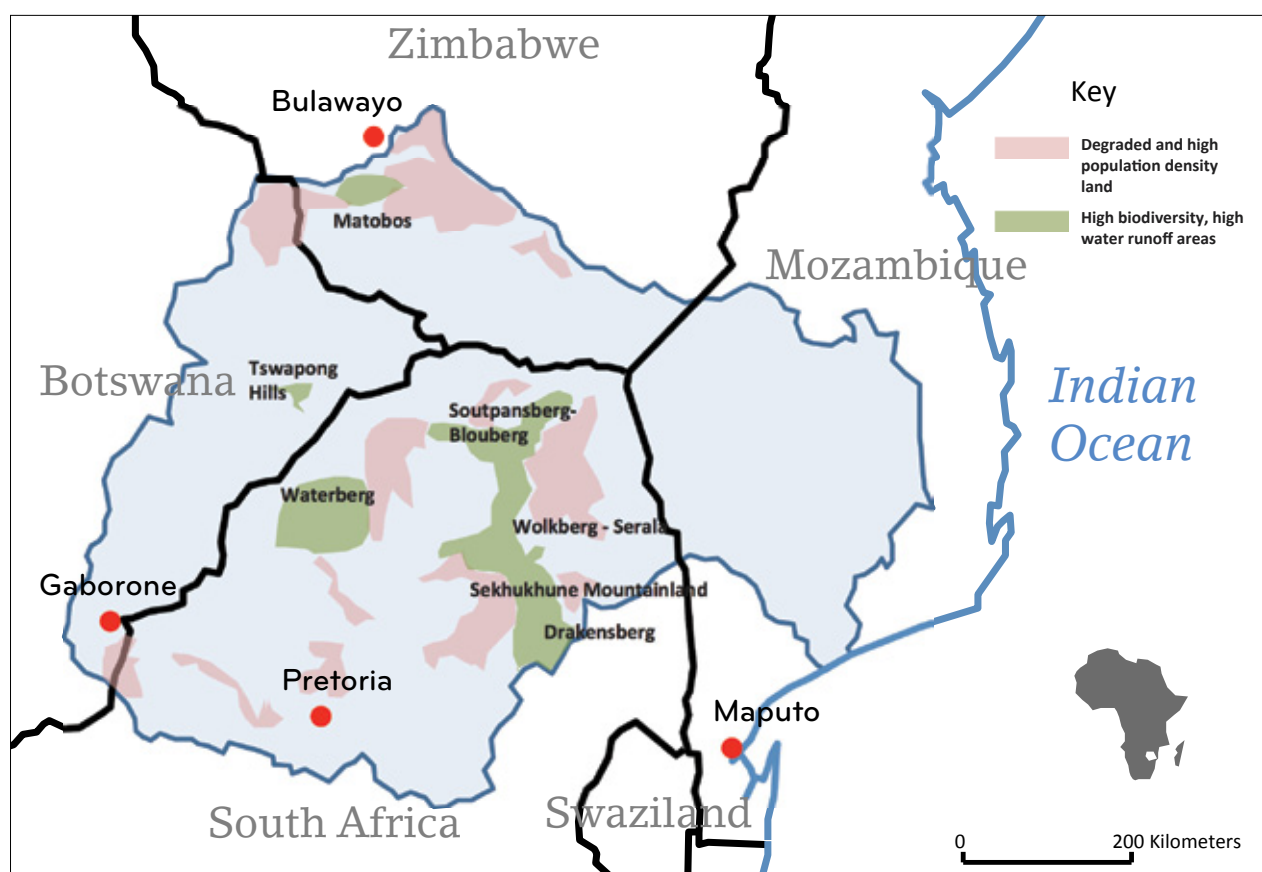 Zimbabwe
Bulawayo
Key
Degraded and high
population density
land
High biodiversity, high
water runoff areas
Matobos
Mozambique
Botswana
Tswapong
Hills
Indian
Ocean
Soutpansberg-
Blouberg
Waterberg
Wolkberg - Serala
Gaborone
Sekhukhune Mountainland
Drakensberg
Pretoria
Maputo
South Africa
Swaziland
0
200 Kilometers